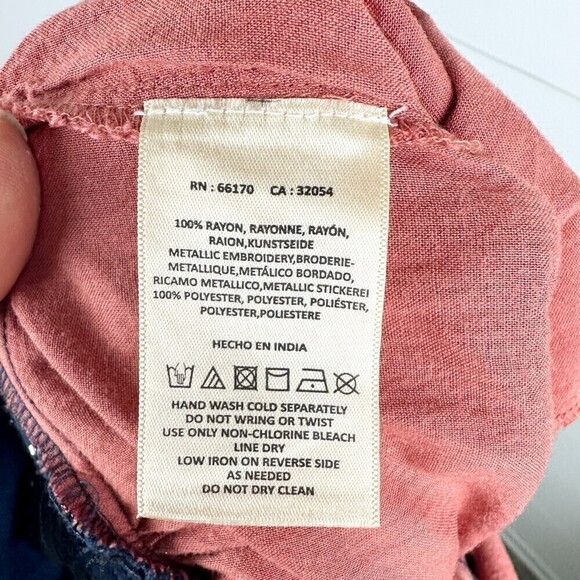 RN : 66170 CA : 32054
100% RAYON, RAYONNE, RAYÓN,
RAION,KUNSTSEIDE
METALLIC EMBROIDERY,BRODERIE-
METALLIQUE,METÁLICO BORDADO,
RICAMO METALLICO,METALLIC STICKEREI
100% POLYESTER, POLYESTER, POLIÉSTER,
POLYESTER,POLIESTERE
HECHO EN INDIA
HAND WASH COLD SEPARATELY
DO NOT WRING OR TWIST
USE ONLY NON-CHLORINE BLEACH
LINE DRY
LOW IRON ON REVERSE SIDE
AS NEEDED
DO NOT DRY CLEAN